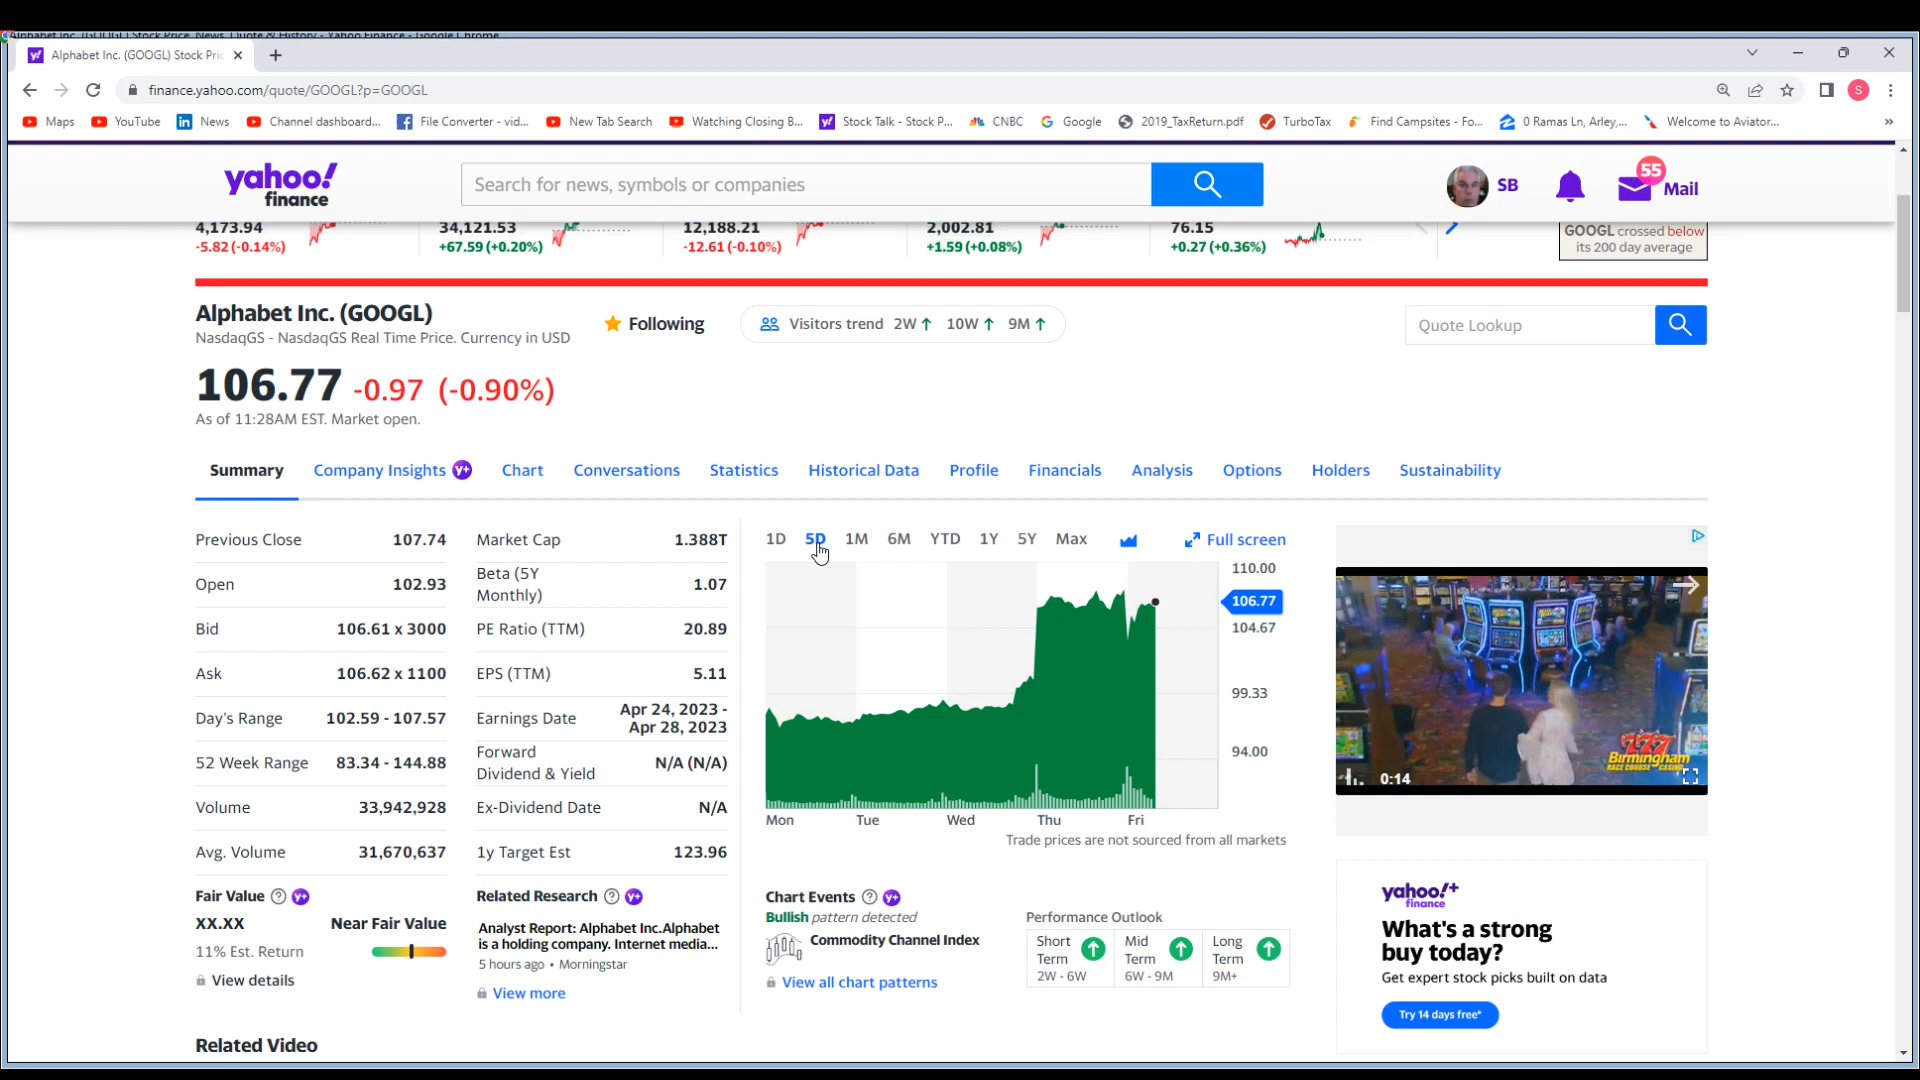 Alphabet Inc. (GOOGL) Stock Price, News, Quote & History - Yahoo Finance - Google Chrome
Alphabet Inc. (GOOGL) Stock Pric
finance.yahoo.com/quote/GOOGL?p=GOOGL
S
Maps YouTube News Channel dashboard... File Converter - vid... New Tab Search Watching Closing B... Stock Talk - Stock P... CNBC Google 2019_TaxReturn.pdf TurboTax Find Campsites - Fo... 0 Ramas Ln, Arley,... Welcome to Aviator... »
yahoo! finance
Search for news, symbols or companies
SB
55
Mail
4,173.94 34,121.53 12,188.21 2,002.81 76.15
-5.82 (-0.14%) +67.59 (+0.20%) -12.61 (-0.10%) +1.59 (+0.08%) +0.27 (+0.36%)
GOOGL crossed below
its 200 day average
Alphabet Inc. (GOOGL)
NasdaqGS - NasdaqGS Real Time Price. Currency in USD
Following
Visitors trend 2W↑ 10W↑ 9M↑
Quote Lookup
106.77 -0.97 (-0.90%)
As of 11:28AM EST. Market open.
Summary Company Insights Y+ Chart Conversations Statistics Historical Data Profile Financials Analysis Options Holders Sustainability
Previous Close 107.74
Open 102.93
Bid 106.61 x 3000
Ask 106.62 x 1100
Day's Range 102.59 - 107.57
52 Week Range 83.34 - 144.88
Volume 33,942,928
Avg. Volume 31,670,637
Market Cap 1.388T
Beta (5Y
Monthly) 1.07
PE Ratio (TTM) 20.89
EPS (TTM) 5.11
Earnings Date Apr 24, 2023 -
Apr 28, 2023
Forward
Dividend & Yield N/A (N/A)
Ex-Dividend Date N/A
1y Target Est 123.96
1D 5D 1M 6M YTD 1Y 5Y Max Full screen
110.00
106.77
104.67
99.33
94.00
Mon Tue Wed Thu Fri
Trade prices are not sourced from all markets
777
Birmingham
RACE COURSE CASINO
0:14
Fair Value ? Y+
XX.XX Near Fair Value
11% Est. Return
View details
Related Research ? Y+
Analyst Report: Alphabet Inc.Alphabet
is a holding company. Internet media...
5 hours ago • Morningstar
View more
Chart Events ? Y+
Bullish pattern detected
Commodity Channel Index
View all chart patterns
Performance Outlook
Short
Term
2W - 6W
Mid
Term
6W - 9M
Long
Term
9M+
yahoo!+
finance
What's a strong
buy today?
Get expert stock picks built on data
Try 14 days free*
Related Video